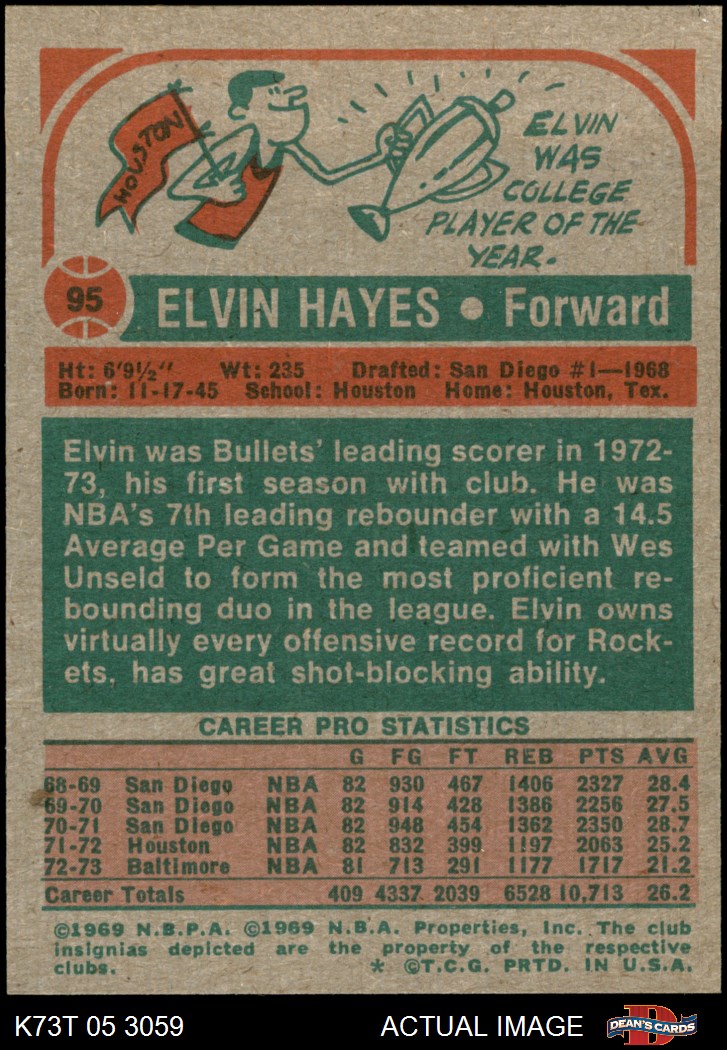 HOUSTON
ELVIN
WAS
COLLEGE
PLAYER OF THE
YEAR.
95 ELVIN HAYES • Forward
Ht: 6'9½" Wt: 235 Drafted: San Diego #1—1968
Born: 11-17-45 School: Houston Home: Houston, Tex.
Elvin was Bullets' leading scorer in 1972-
73, his first season with club. He was
NBA's 7th leading rebounder with a 14.5
Average Per Game and teamed with Wes
Unseld to form the most proficient re-
bounding duo in the league. Elvin owns
virtually every offensive record for Rock-
ets, has great shot-blocking ability.
CAREER PRO STATISTICS
G FG FT REB PTS AVG
68-69 San Diego NBA 82 930 467 1406 2327 28.4
69-70 San Diego NBA 82 914 428 1386 2256 27.5
70-71 San Diego NBA 82 948 454 1362 2350 28.7
71-72 Houston NBA 82 832 399 1197 2063 25.2
72-73 Baltimore NBA 81 713 291 1177 1717 21.2
Career Totals 409 4337 2039 6528 10,713 26.2
©1969 N.B.P.A. ©1969 N.B.A. Properties, Inc. The club
insignias depicted are the property of the respective
clubs. * ©T.C.G. PRTD. IN U.S.A.
K73T 05 3059 ACTUAL IMAGE D DEAN'S CARDS